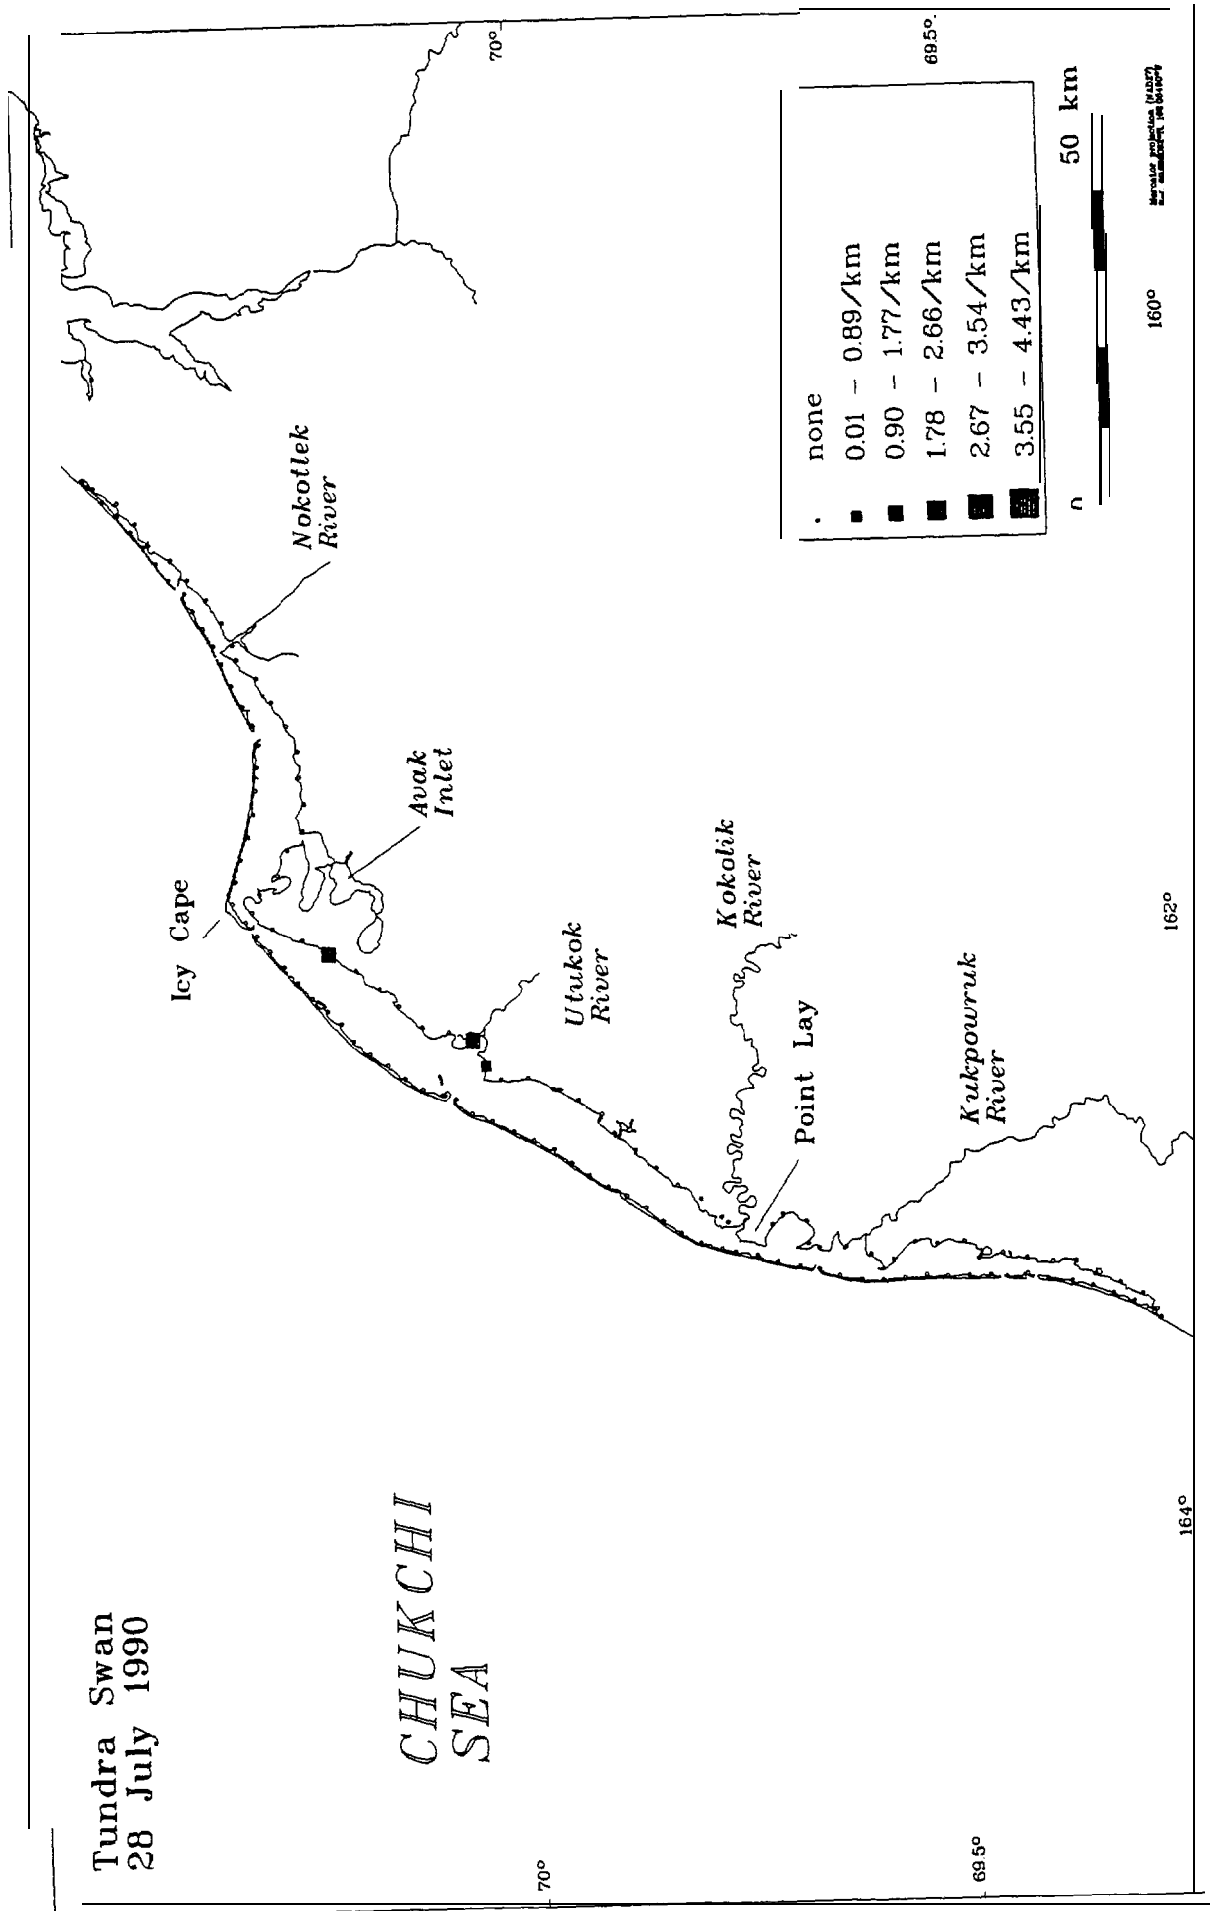 Tundra Swan
28 July 1990
CHUKCHI
SEA
Icy Cape
Nokotlek
River
Avak
Inlet
Utukok
River
Kokolik
River
Point Lay
Kukpowruk
River
70°
69.5°
70°
69.5°
164°
162°
160°
none
0.01 - 0.89/km
0.90 - 1.77/km
1.78 - 2.66/km
2.67 - 3.54/km
3.55 - 4.43/km
50 km
Mercator projection (NAD27)